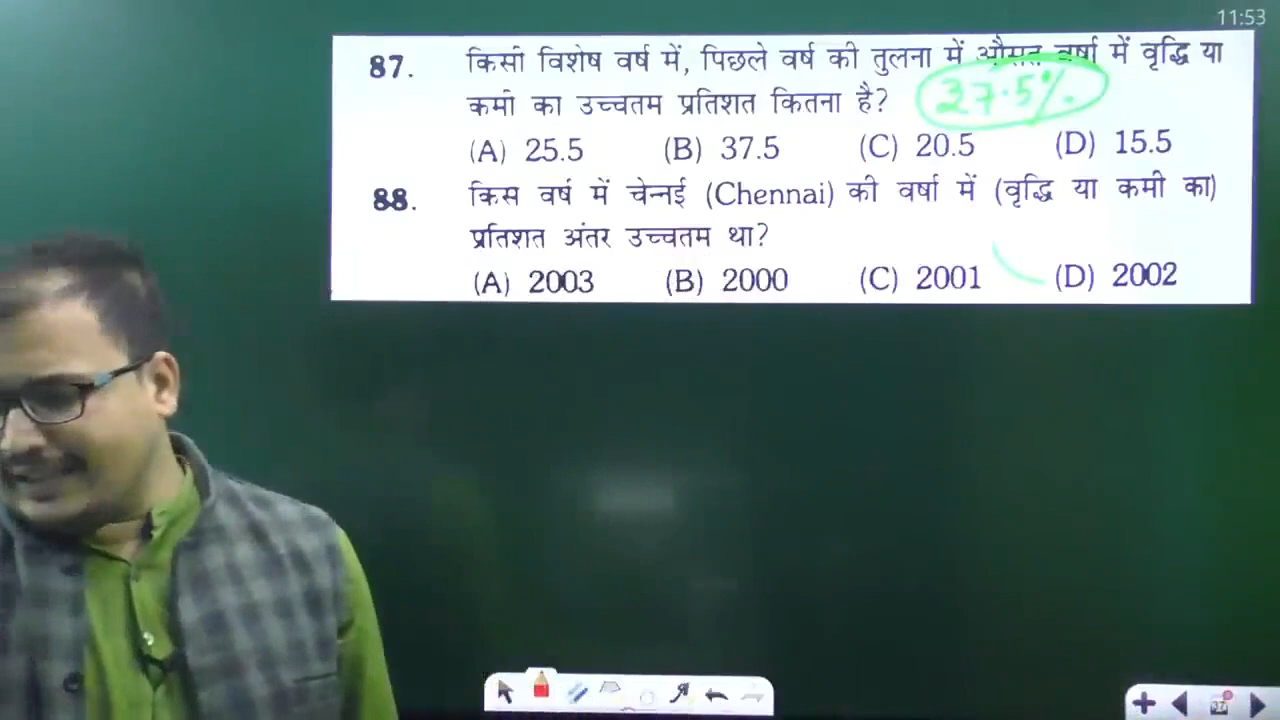 11:53
87. किसी विशेष वर्ष में, पिछले वर्ष की तुलना में औसत वर्षा में वृद्धि या
कमी का उच्चतम प्रतिशत कितना है? 37.5%
(A) 25.5 (B) 37.5 (C) 20.5 (D) 15.5
88. किस वर्ष में चेन्नई (Chennai) की वर्षा में (वृद्धि या कमी का)
प्रतिशत अंतर उच्चतम था?
(A) 2003 (B) 2000 (C) 2001 (D) 2002